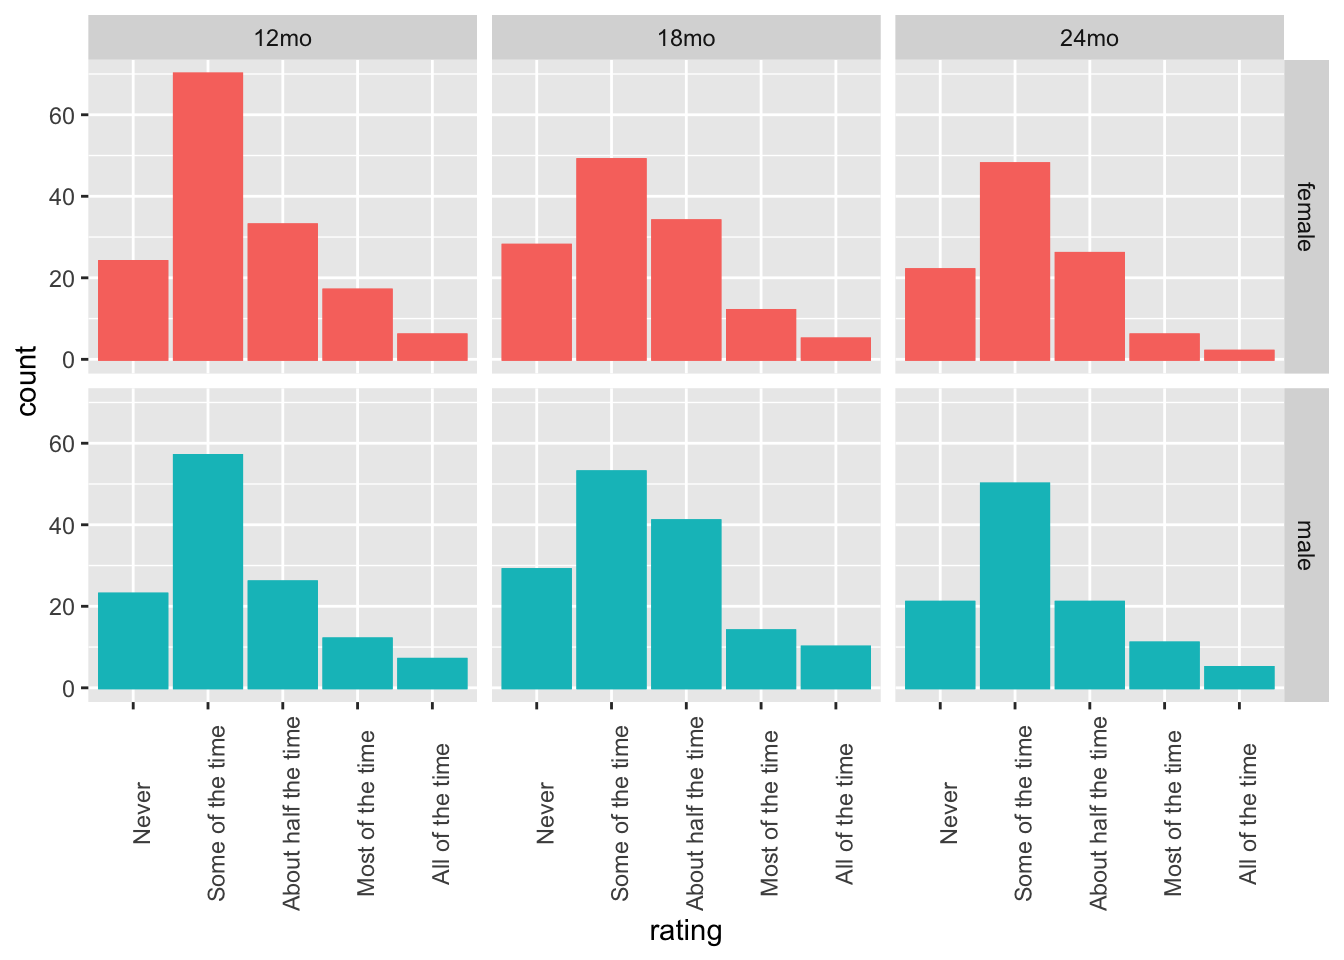 12mo
18mo
24mo
60
40
20
0
female
60
40
20
0
male
count
Never
Some of the time
About half the time
Most of the time
All of the time
Never
Some of the time
About half the time
Most of the time
All of the time
Never
Some of the time
About half the time
Most of the time
All of the time
rating